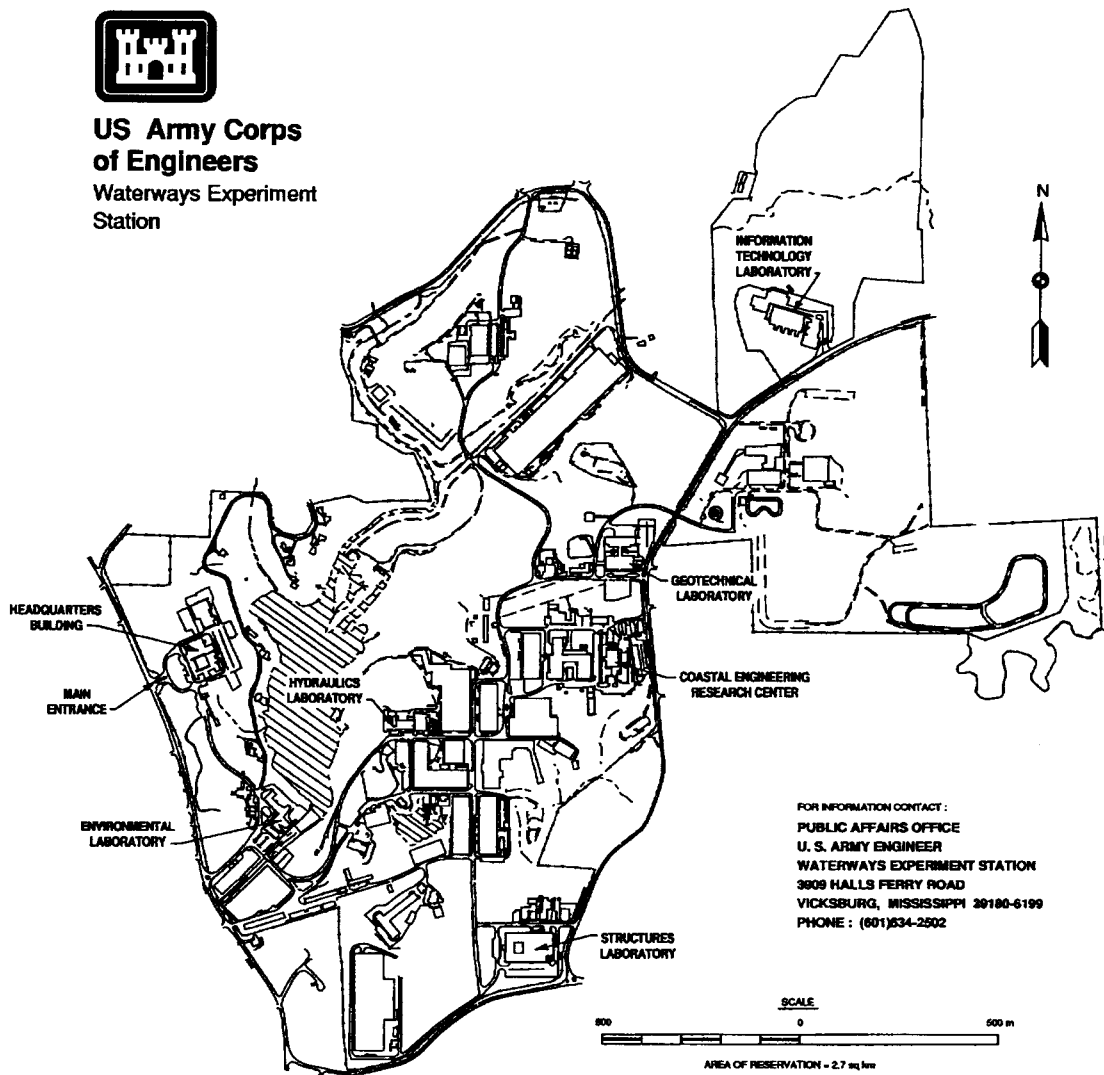 US Army Corps
of Engineers
Waterways Experiment
Station
N
INFORMATION
TECHNOLOGY
LABORATORY
GEOTECHNICAL
LABORATORY
HEADQUARTERS
BUILDING
MAIN
ENTRANCE
HYDRAULICS
LABORATORY
COASTAL ENGINEERING
RESEARCH CENTER
ENVIRONMENTAL
LABORATORY
STRUCTURES
LABORATORY
FOR INFORMATION CONTACT :
PUBLIC AFFAIRS OFFICE
U. S. ARMY ENGINEER
WATERWAYS EXPERIMENT STATION
3909 HALLS FERRY ROAD
VICKSBURG, MISSISSIPPI 39180-6199
PHONE : (601)634-2502
SCALE
500 0 500 m
AREA OF RESERVATION = 2.7 sq km